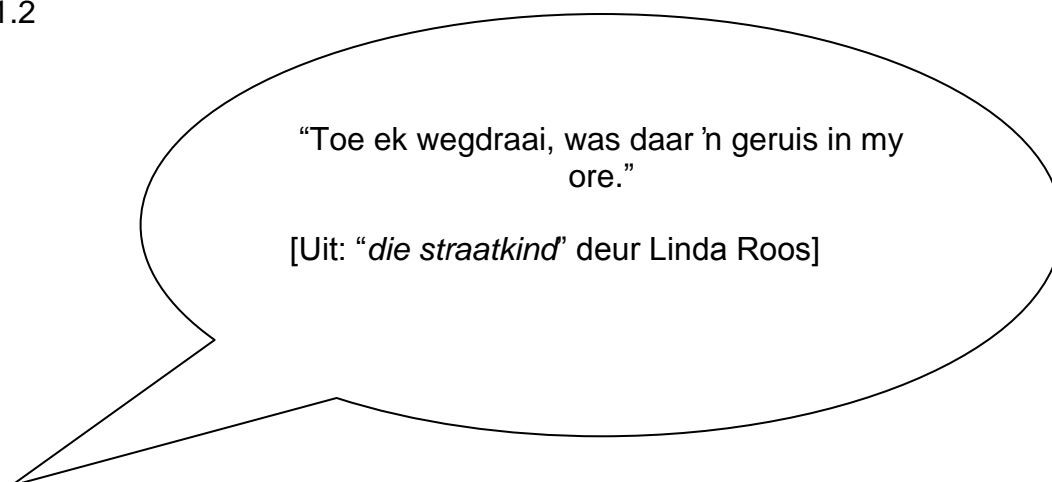 1.2
“Toe ek wegdraai, was daar ’n geruis in my
ore.”
[Uit: “die straatkind” deur Linda Roos]